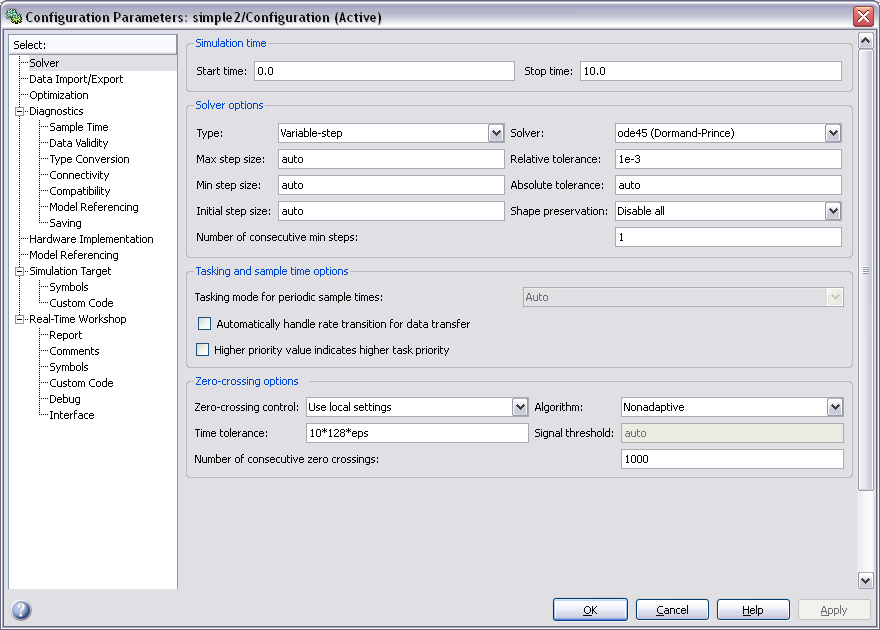 Configuration Parameters: simple2/Configuration (Active)
Select:
Solver
Data Import/Export
Optimization
Diagnostics
Sample Time
Data Validity
Type Conversion
Connectivity
Compatibility
Model Referencing
Saving
Hardware Implementation
Model Referencing
Simulation Target
Symbols
Custom Code
Real-Time Workshop
Report
Comments
Symbols
Custom Code
Debug
Interface
Simulation time
Start time: 0.0 Stop time: 10.0
Solver options
Type: Variable-step Solver: ode45 (Dormand-Prince)
Max step size: auto Relative tolerance: 1e-3
Min step size: auto Absolute tolerance: auto
Initial step size: auto Shape preservation: Disable all
Number of consecutive min steps: 1
Tasking and sample time options
Tasking mode for periodic sample times: Auto
Automatically handle rate transition for data transfer
Higher priority value indicates higher task priority
Zero-crossing options
Zero-crossing control: Use local settings Algorithm: Nonadaptive
Time tolerance: 10*128*eps Signal threshold: auto
Number of consecutive zero crossings: 1000
? OK Cancel Help Apply